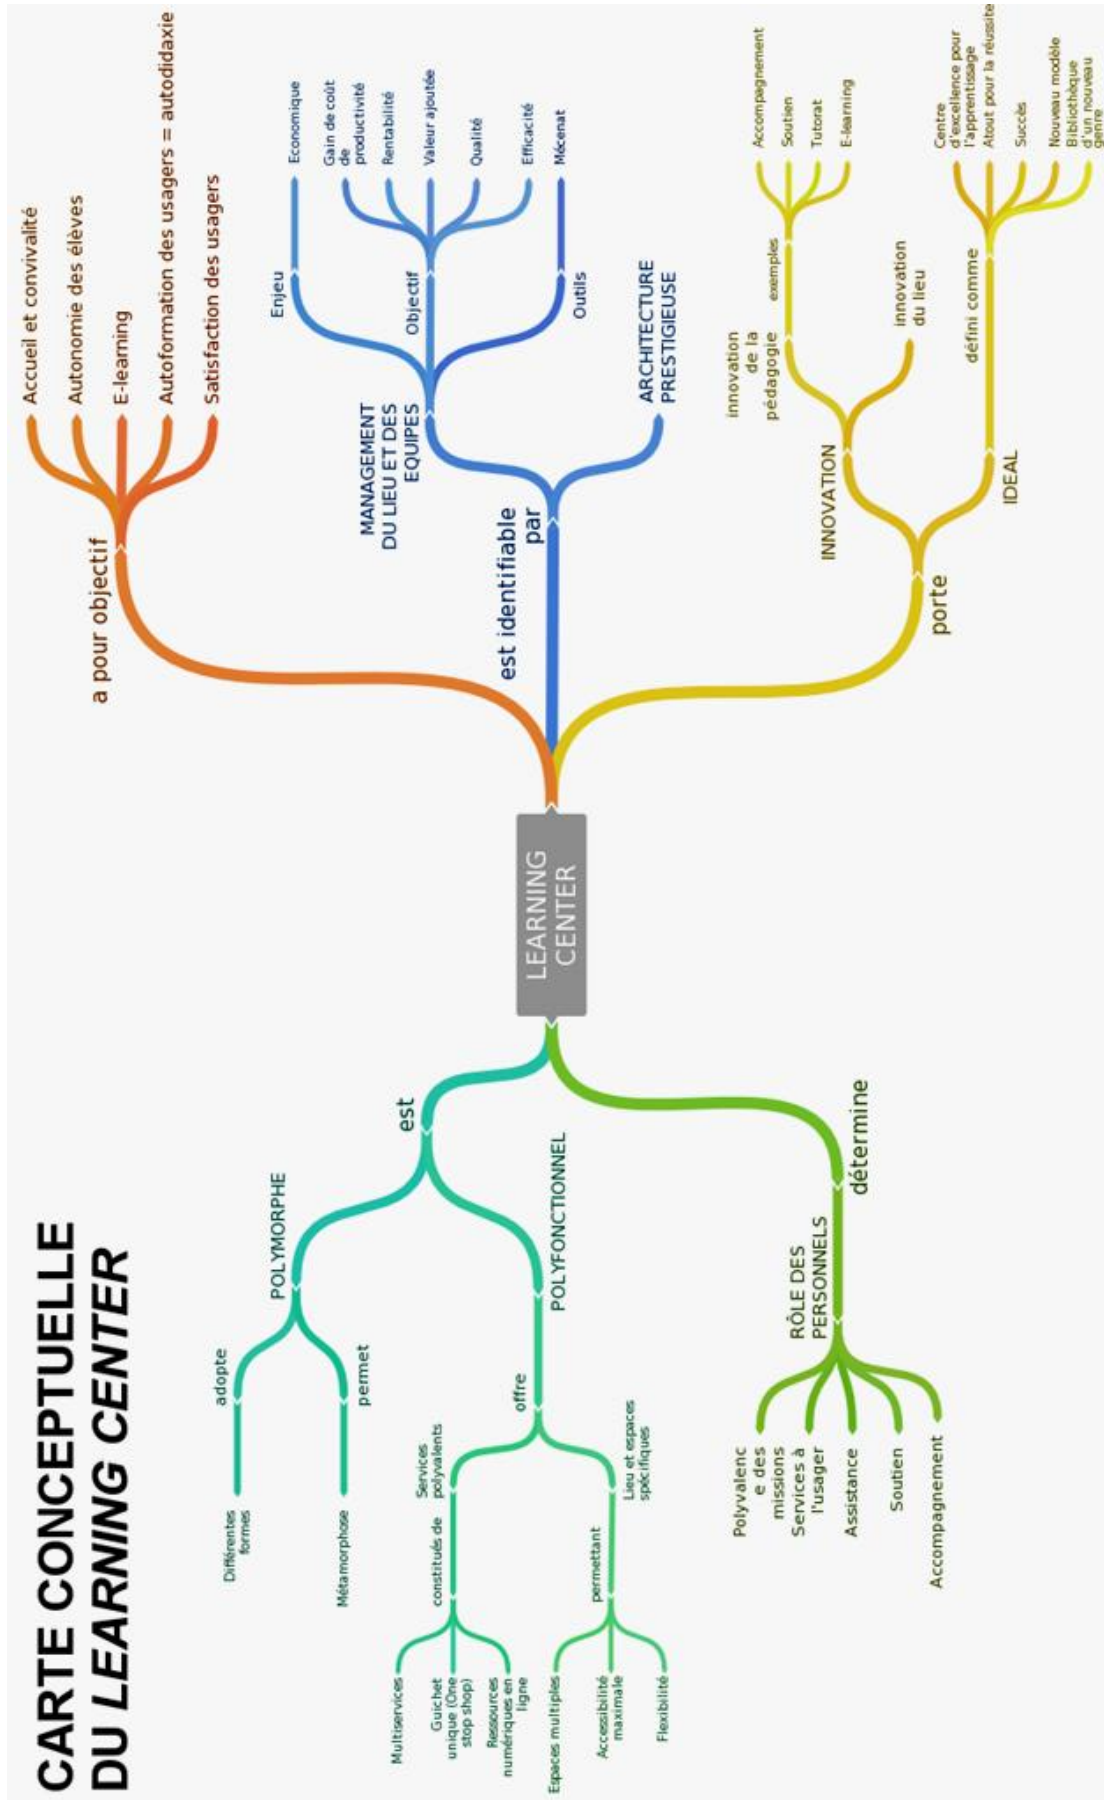 CARTE CONCEPTUELLE
DU LEARNING CENTER
LEARNING
CENTER
est
POLYMORPHE
adopte
Différentes
formes
permet
Métamorphose
POLYFONCTIONNEL
offre
Services
polyvalents
constitués de
Multiservices
Guichet
unique (One
stop shop)
Ressources
numériques en
ligne
Lieu et espaces
spécifiques
permettant
Espaces multiples
Accessibilité
maximale
Flexibilité
détermine
RÔLE DES
PERSONNELS
Polyvalenc
e des
missions
Services à
l'usager
Assistance
Soutien
Accompagnement
a pour objectif
Accueil et convivalité
Autonomie des élèves
E-learning
Autoformation des usagers = autodidaxie
Satisfaction des usagers
est identifiable
par
MANAGEMENT
DU LIEU ET DES
EQUIPES
Enjeu
Economique
Objectif
Gain de coût
de
productivité
Rentabilité
Valeur ajoutée
Qualité
Efficacité
Outils
Mécenat
ARCHITECTURE
PRESTIGIEUSE
porte
INNOVATION
innovation
de la
pédagogie
exemples
Accompagnement
Soutien
Tutorat
E-learning
innovation
du lieu
IDEAL
défini comme
Centre
d'excellence pour
l'apprentissage
Atout pour la réussite
Succès
Nouveau modèle
Bibliothèque
d'un nouveau
genre